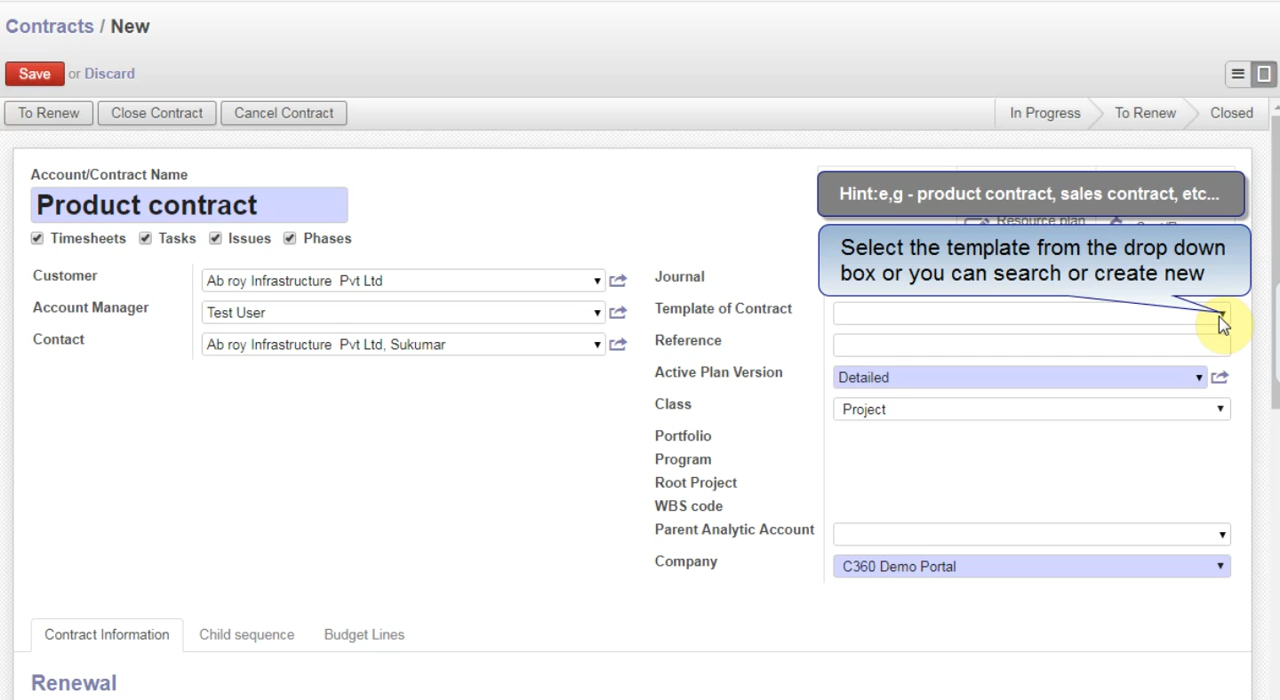 Contracts / New
Save or Discard
To Renew Close Contract Cancel Contract In Progress To Renew Closed
Account/Contract Name
Product contract
Hint:e,g - product contract, sales contract, etc...
Resource plan
Timesheets Tasks Issues Phases
Select the template from the drop down
box or you can search or create new
Customer Ab roy Infrastructure Pvt Ltd
Account Manager Test User
Contact Ab roy Infrastructure Pvt Ltd, Sukumar
Journal
Template of Contract
Reference
Active Plan Version Detailed
Class Project
Portfolio
Program
Root Project
WBS code
Parent Analytic Account
Company C360 Demo Portal
Contract Information Child sequence Budget Lines
Renewal